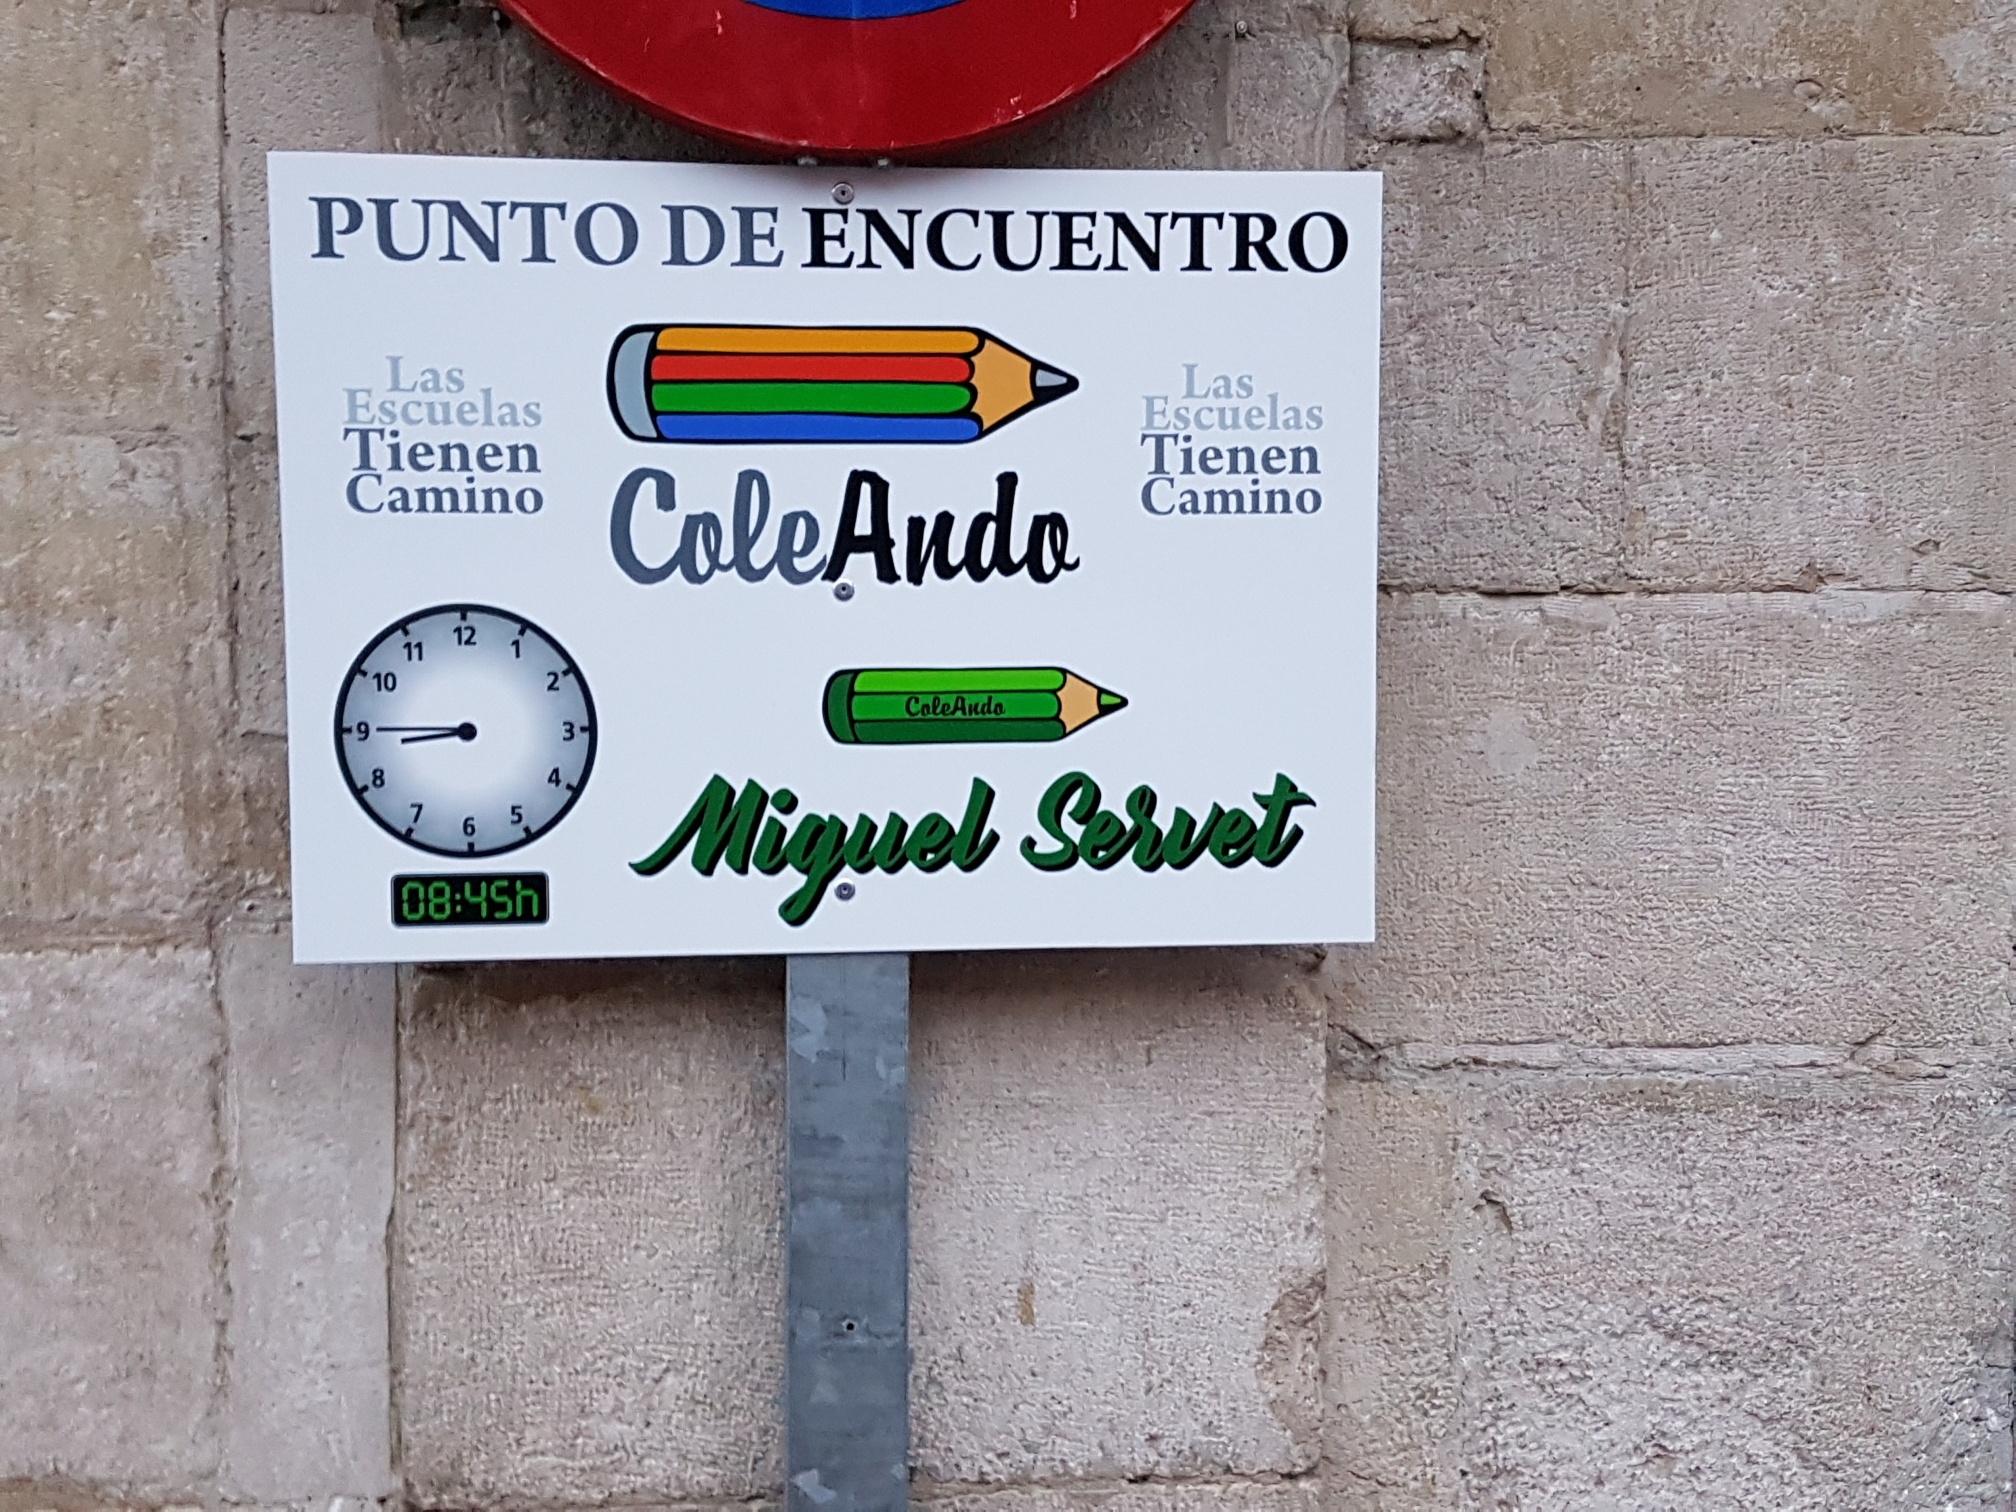 PUNTO DE ENCUENTRO
Las
Escuelas
Tienen
Camino
ColeAndo
Las
Escuelas
Tienen
Camino
12
1
2
3
4
5
6
7
8
9
10
11
08:45h
ColeAndo
Miguel Servet